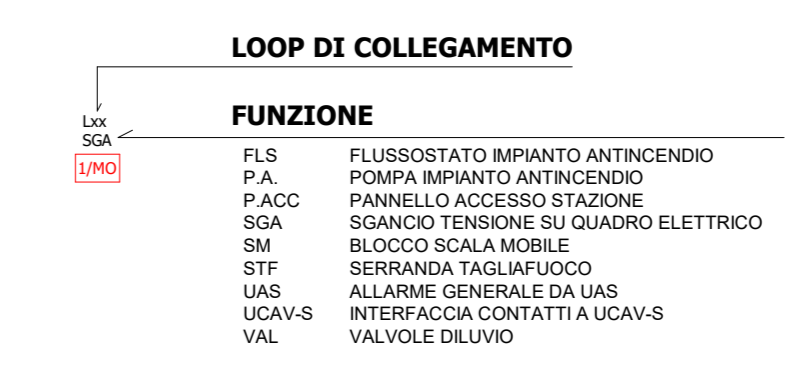 LOOP DI COLLEGAMENTO
Lxx
SGA
1/MO
FUNZIONE
FLS FLUSSOSTATO IMPIANTO ANTINCENDIO
P.A. POMPA IMPIANTO ANTINCENDIO
P.ACC PANNELLO ACCESSO STAZIONE
SGA SGANCIO TENSIONE SU QUADRO ELETTRICO
SM BLOCCO SCALA MOBILE
STF SERRANDA TAGLIAFUOCO
UAS ALLARME GENERALE DA UAS
UCAV-S INTERFACCIA CONTATTI A UCAV-S
VAL VALVOLE DILUVIO